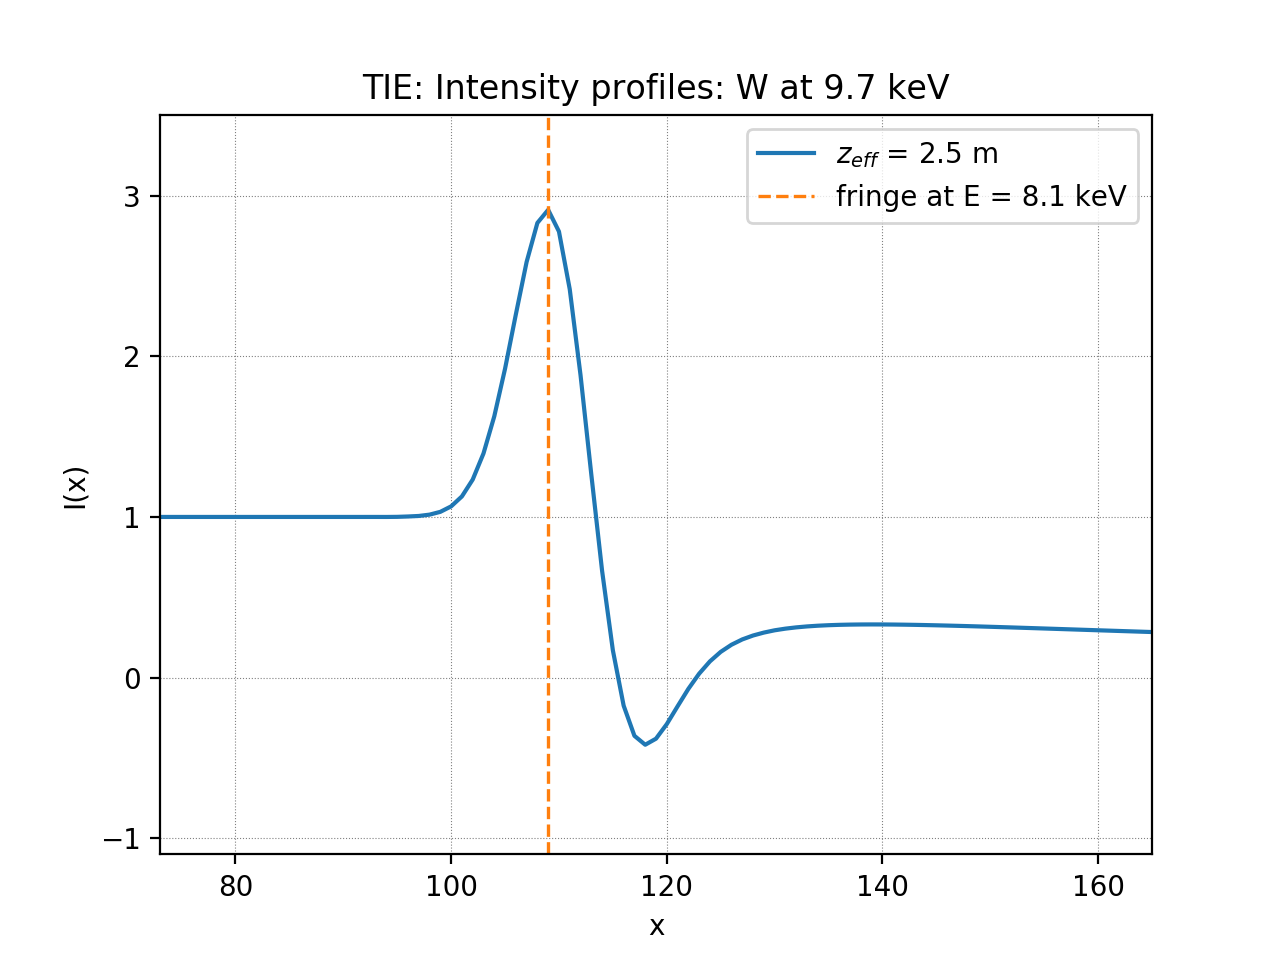 TIE: Intensity profiles: W at 9.7 keV
z_eff = 2.5 m
fringe at E = 8.1 keV
I(x)
3
2
1
0
−1
80 100 120 140 160
x